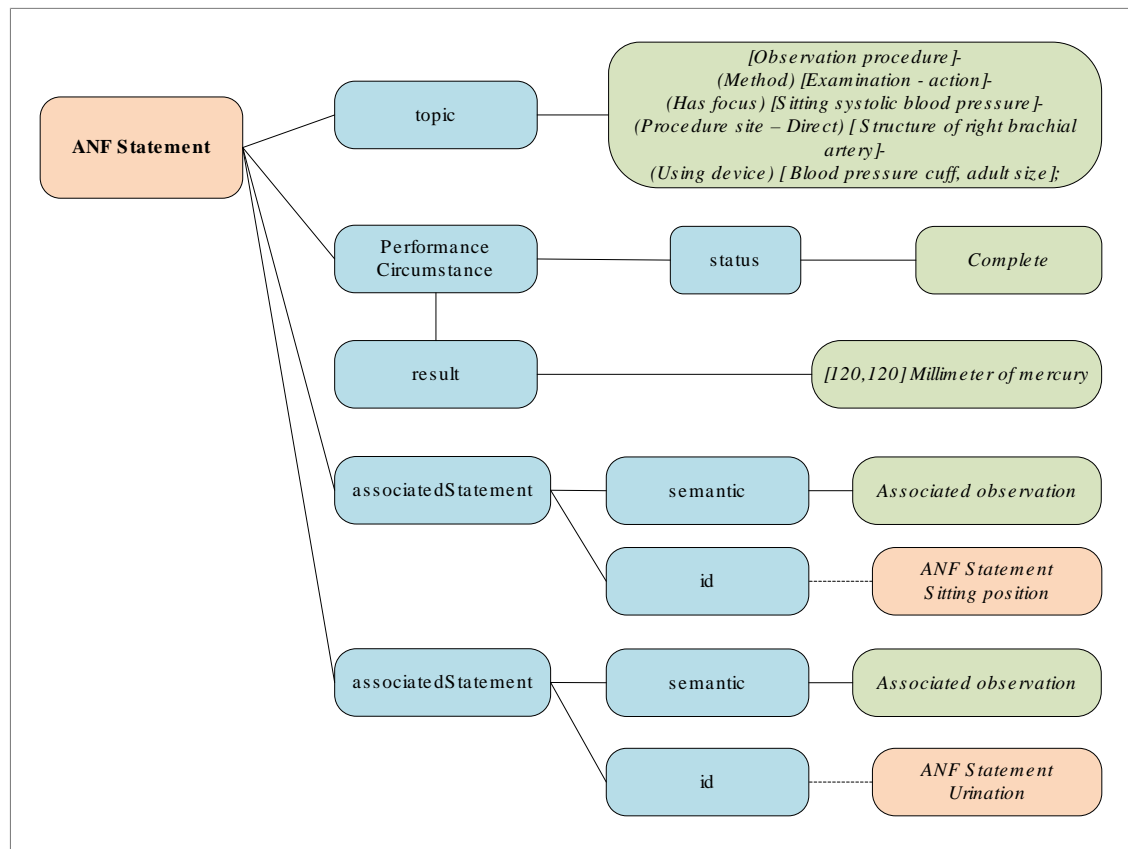 ANF Statement
topic
[Observation procedure]-
(Method) [Examination - action]-
(Has focus) [Sitting systolic blood pressure]-
(Procedure site – Direct) [ Structure of right brachial
artery]-
(Using device) [ Blood pressure cuff, adult size];
Performance
Circumstance
status
Complete
result
[120,120] Millimeter of mercury
associatedStatement
semantic
Associated observation
id
ANF Statement
Sitting position
associatedStatement
semantic
Associated observation
id
ANF Statement
Urination